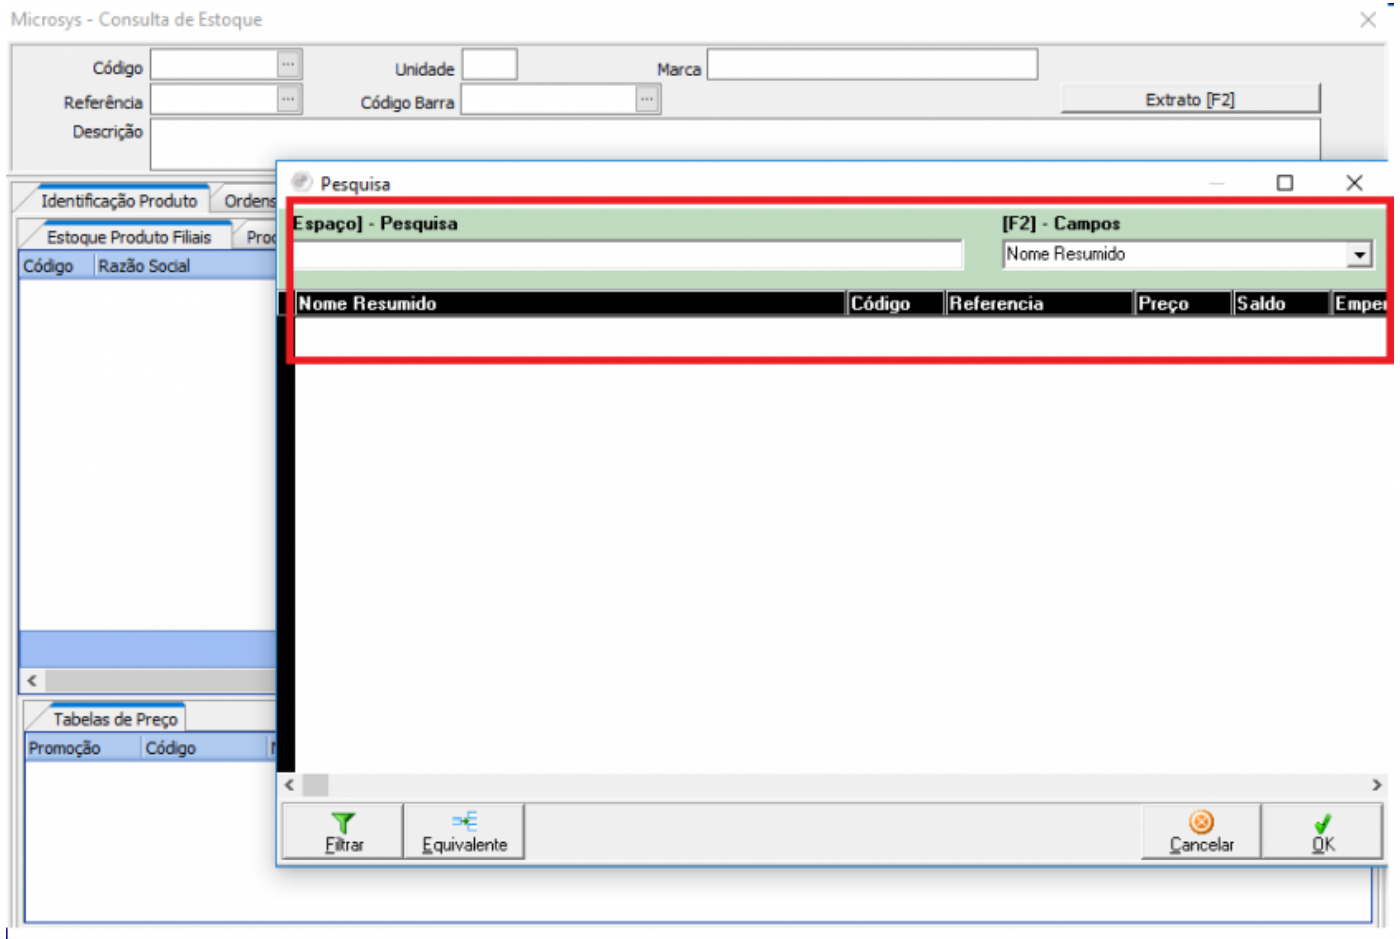 Microsys - Consulta de Estoque
Código ... Unidade Marca
Referência ... Código Barra ... Extrato [F2]
Descrição
Pesquisa
Identificação Produto Ordens
Espaço] - Pesquisa [F2] - Campos
Estoque Produto Filiais Proc
Nome Resumido
Código Razão Social
Nome Resumido Código Referencia Preço Saldo Emper
Tabelas de Preço
Promoção Código
Filtrar Equivalente Cancelar OK